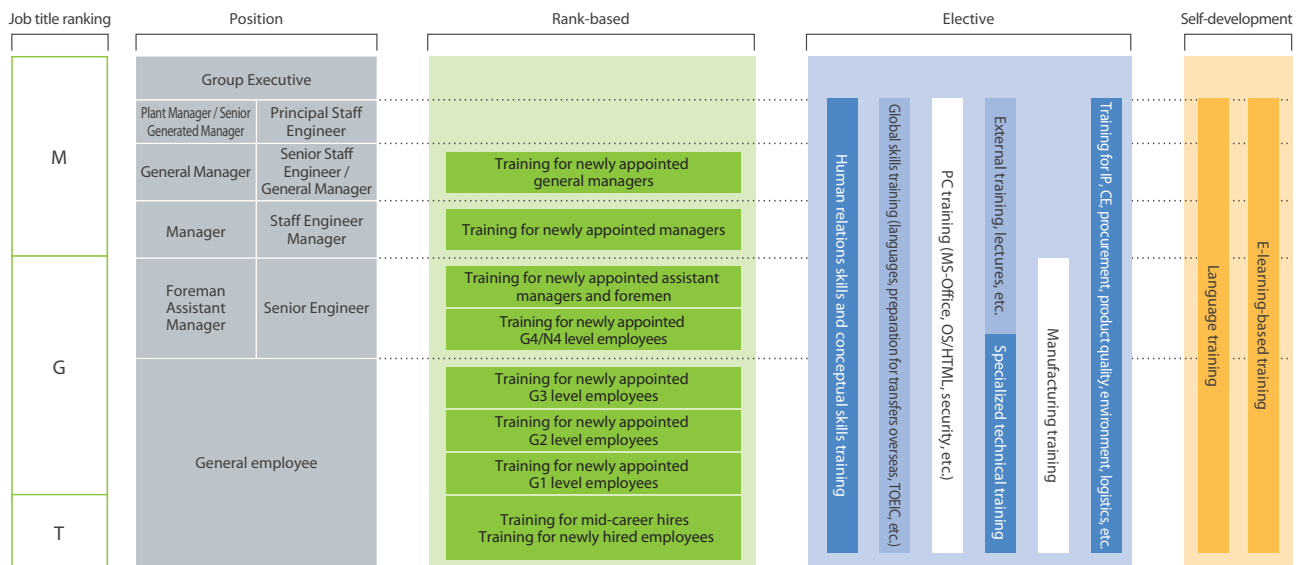 Job title ranking
Position
Rank-based
Elective
Self-development
M
G
T
Group Executive
Plant Manager / Senior
Generated Manager
Principal Staff
Engineer
General Manager
Senior Staff
Engineer /
General Manager
Manager
Staff Engineer
Manager
Foreman
Assistant
Manager
Senior Engineer
General employee
Training for newly appointed
general managers
Training for newly appointed managers
Training for newly appointed assistant
managers and foremen
Training for newly appointed
G4/N4 level employees
Training for newly appointed
G3 level employees
Training for newly appointed
G2 level employees
Training for newly appointed
G1 level employees
Training for mid-career hires
Training for newly hired employees
Human relations skills and conceptual skills training
Global skills training (languages, preparation for transfers overseas, TOEIC, etc.)
PC training (MS-Office, OS/HTML, security, etc.)
External training, lectures, etc.
Specialized technical training
Manufacturing training
Training for IP, CE, procurement, product quality, environment, logistics, etc.
Language training
E-learning-based training